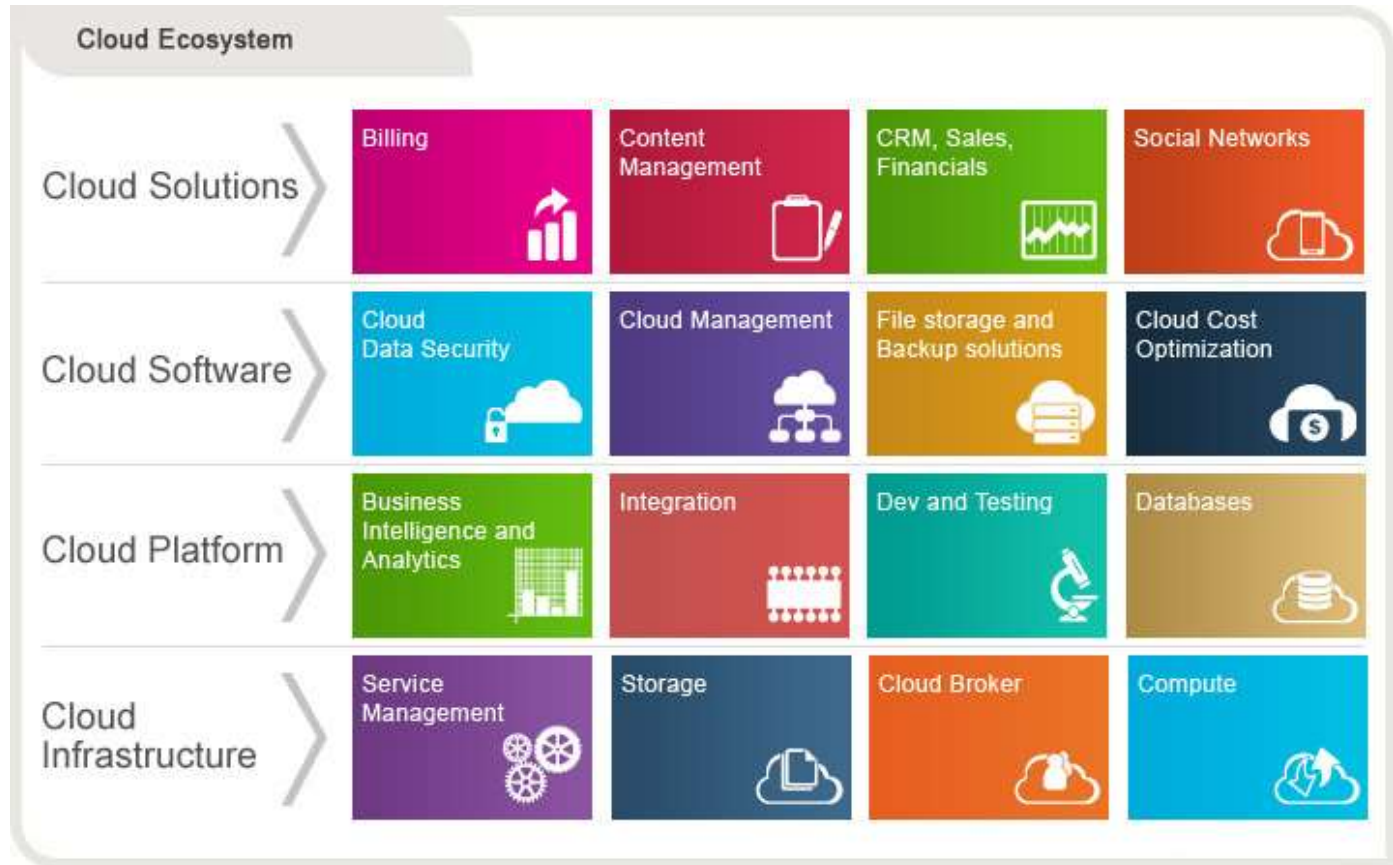 Cloud Ecosystem
Cloud Solutions
Billing
Content
Management
CRM, Sales,
Financials
Social Networks
Cloud Software
Cloud
Data Security
Cloud Management
File storage and
Backup solutions
Cloud Cost
Optimization
$
Cloud Platform
Business
Intelligence and
Analytics
Integration
Dev and Testing
Databases
Cloud
Infrastructure
Service
Management
Storage
Cloud Broker
Compute